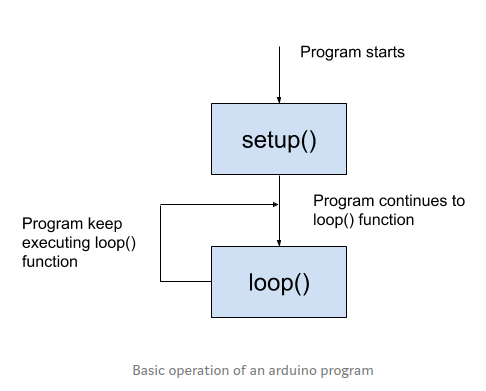 Program starts
setup()
Program continues to
loop() function
Program keep
executing loop()
function
loop()
Basic operation of an arduino program